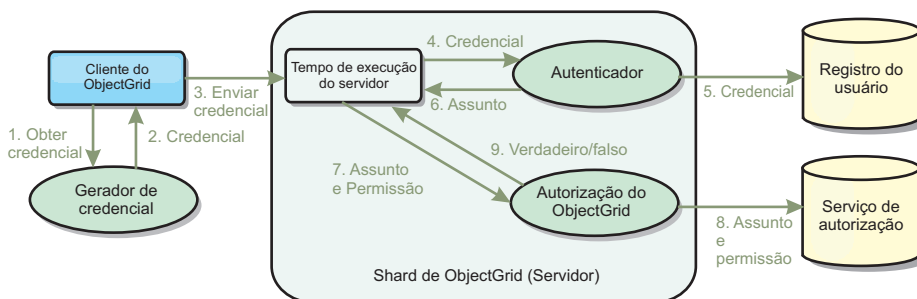 Cliente do
ObjectGrid
1. Obter
credencial
2. Credencial
Gerador de
credencial
3. Enviar
credencial
Tempo de execução
do servidor
4. Credencial
Autenticador
5. Credencial
Registro do
usuário
6. Assunto
7. Assunto
e Permissão
9. Verdadeiro/falso
Autorização do
ObjectGrid
8. Assunto
e
permissão
Serviço de
autorização
Shard de ObjectGrid (Servidor)